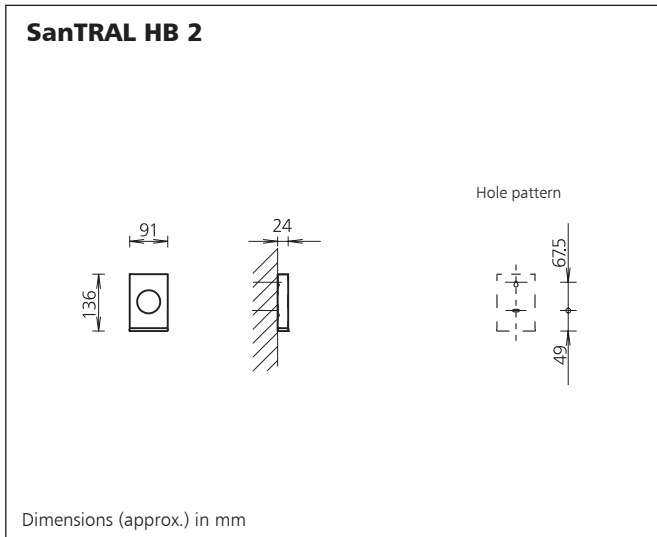 SanTRAL HB 2
Hole pattern
91
24
136
67.5
49
Dimensions (approx.) in mm